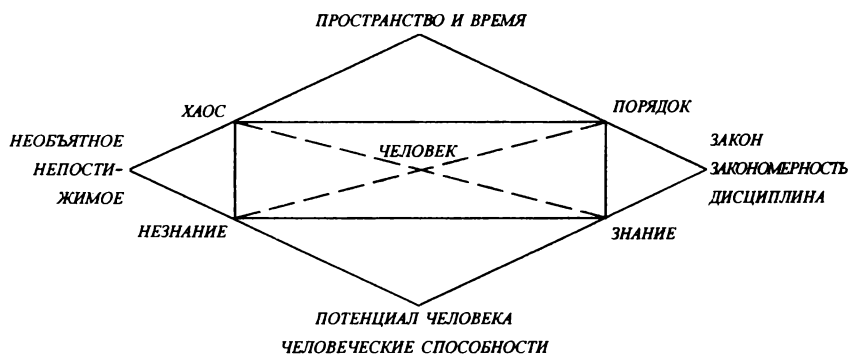 ПРОСТРАНСТВО И ВРЕМЯ
ХАОС
ПОРЯДОК
НЕОБЪЯТНОЕ
НЕПОСТИ-
ЖИМОЕ
ЧЕЛОВЕК
ЗАКОН
ЗАКОНОМЕРНОСТЬ
ДИСЦИПЛИНА
НЕЗНАНИЕ
ЗНАНИЕ
ПОТЕНЦИАЛ ЧЕЛОВЕКА
ЧЕЛОВЕЧЕСКИЕ СПОСОБНОСТИ